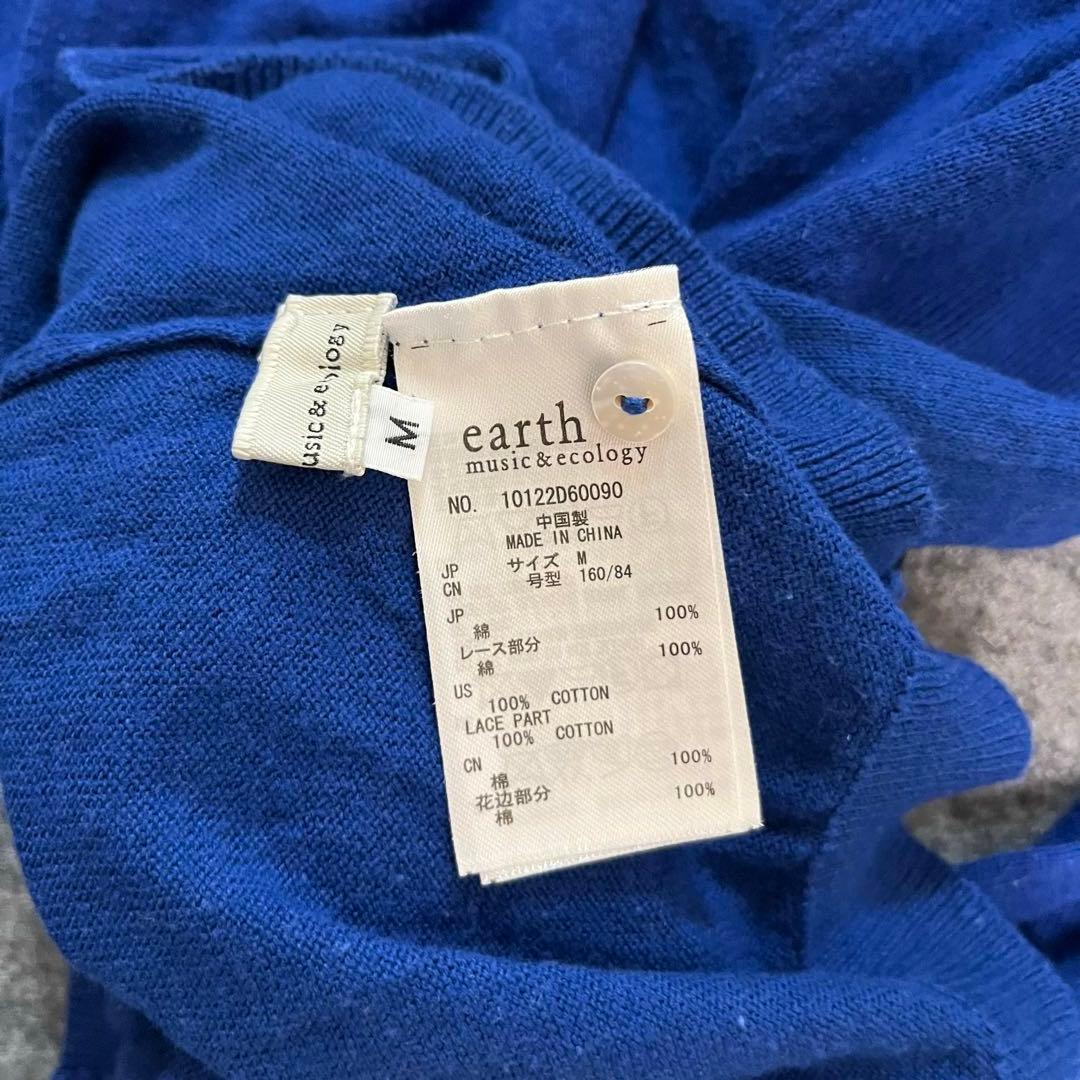 usic & e
logy
M
earth
music & ecology
NO. 10122D60090
中国製
MADE IN CHINA
JP サイズ M
CN 号型 160/84
JP
綿 100%
レース部分
綿 100%
US
100% COTTON
LACE PART
100% COTTON
CN
棉 100%
花边部分
棉 100%